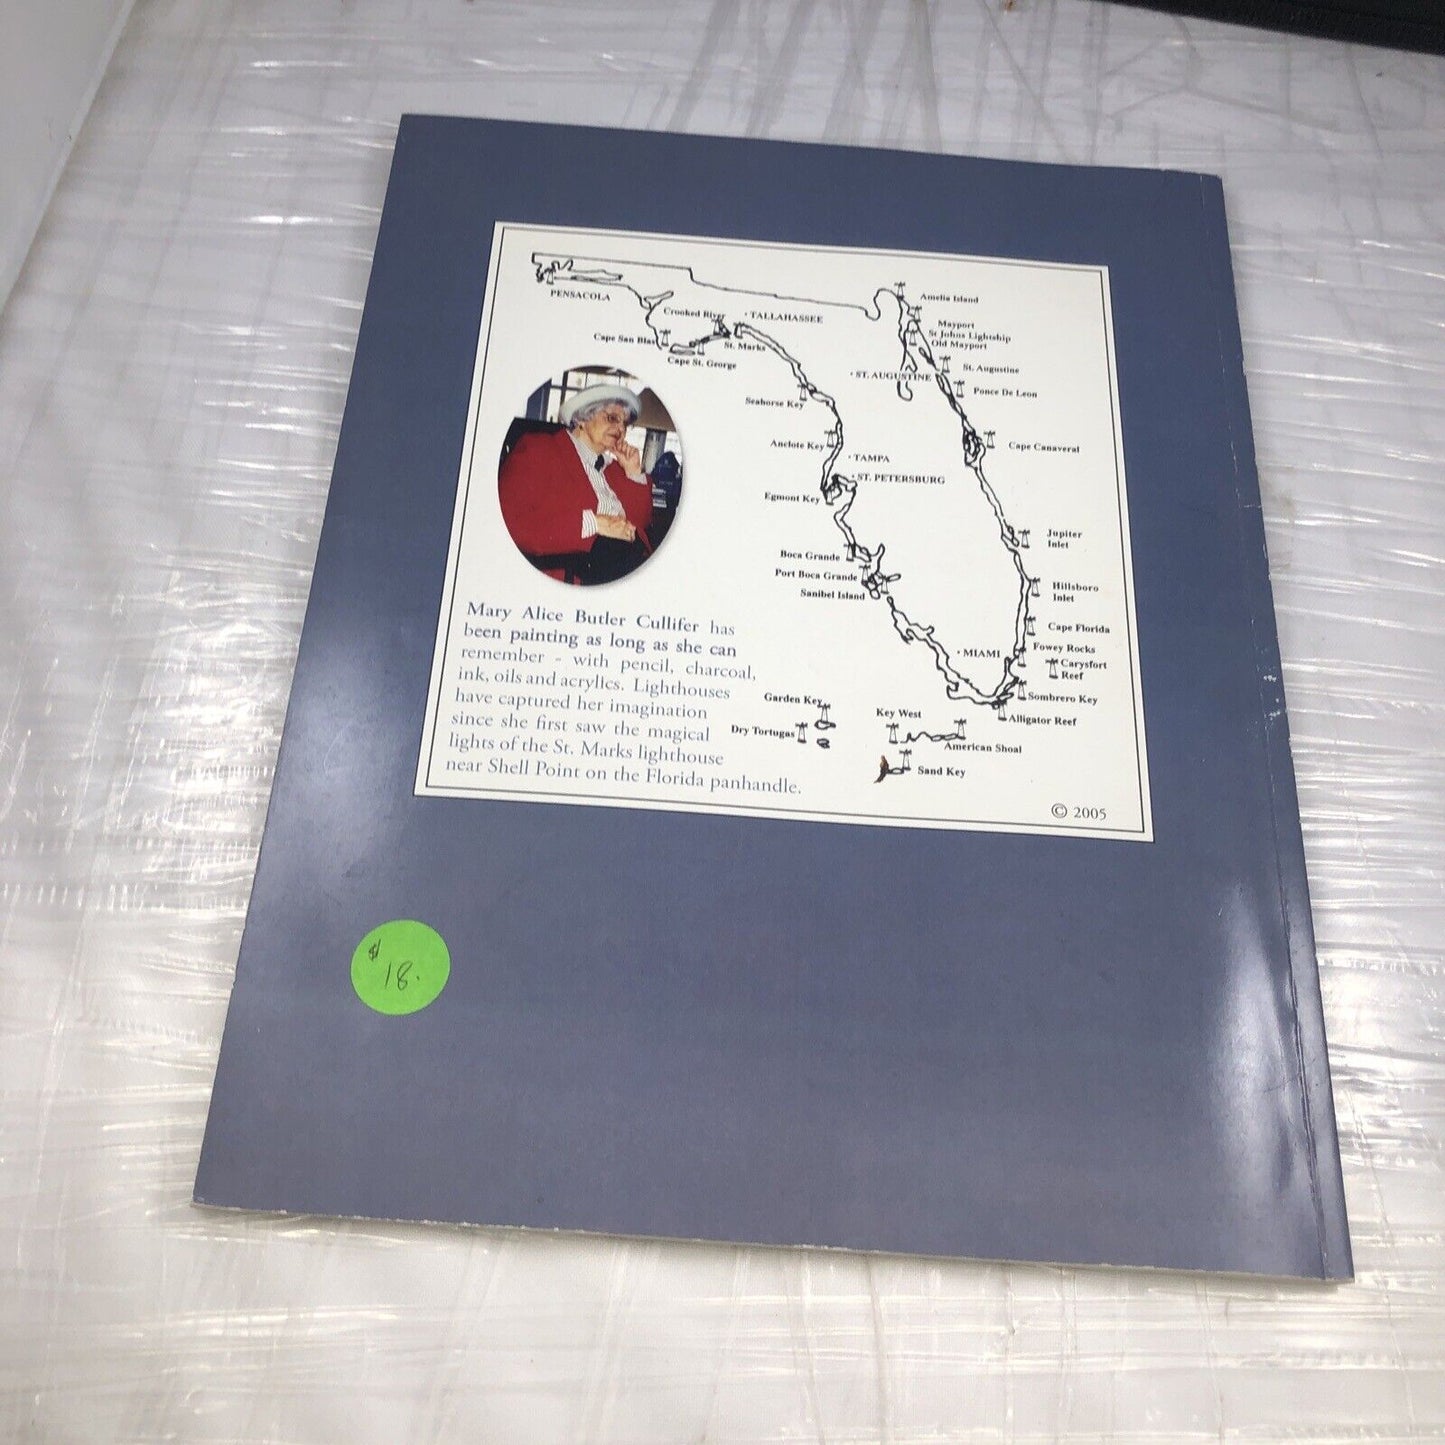 PENSACOLA
Crooked River
• TALLAHASSEE
Cape San Blas
St. Marks
Cape St. George
Amelia Island
Mayport
St Johns Lightship
Old Mayport
• ST. AUGUSTINE
St. Augustine
Ponce De Leon
Seahorse Key
Anclote Key
Cape Canaveral
• TAMPA
• ST. PETERSBURG
Egmont Key
Boca Grande
Port Boca Grande
Sanibel Island
Jupiter
Inlet
Hillsboro
Inlet
Cape Florida
• MIAMI
Fowey Rocks
Carysfort
Reef
Sombrero Key
Alligator Reef
Garden Key
Dry Tortugas
Key West
American Shoal
Sand Key
Mary Alice Butler Cullifer has
been painting as long as she can
remember - with pencil, charcoal,
ink, oils and acrylics. Lighthouses
have captured her imagination
since she first saw the magical
lights of the St. Marks lighthouse
near Shell Point on the Florida panhandle.
© 2005
$ 18.